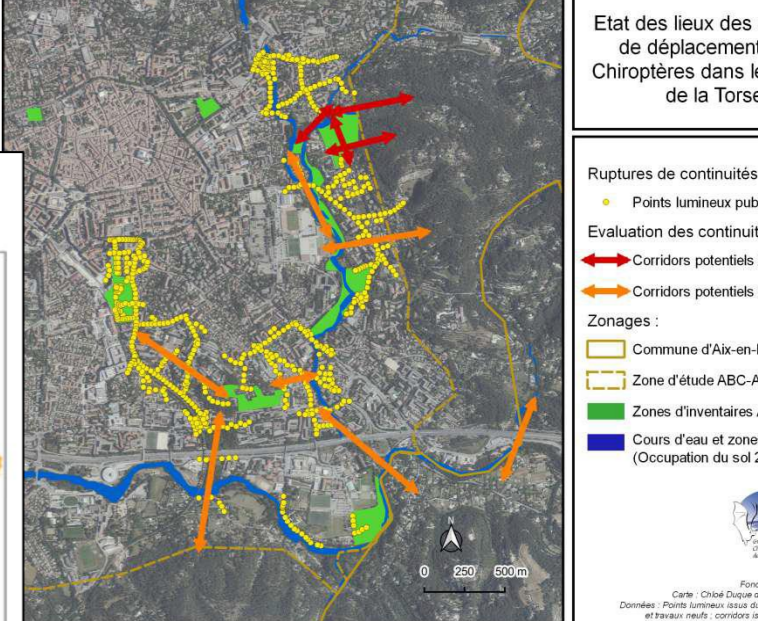 Etat des lieux des
de déplacement
Chiroptères dans le
de la Torse
Ruptures de continuités
Points lumineux pub
Evaluation des continuit
Corridors potentiels
Corridors potentiels
Zonages :
Commune d'Aix-en-
Zone d'étude ABC-A
Zones d'inventaires
Cours d'eau et zone
(Occupation du sol 2
0 250 500 m
Fond
Carte : Chloé Duque d
Données : Points lumineux issus du
et travaux neufs ; corridors is